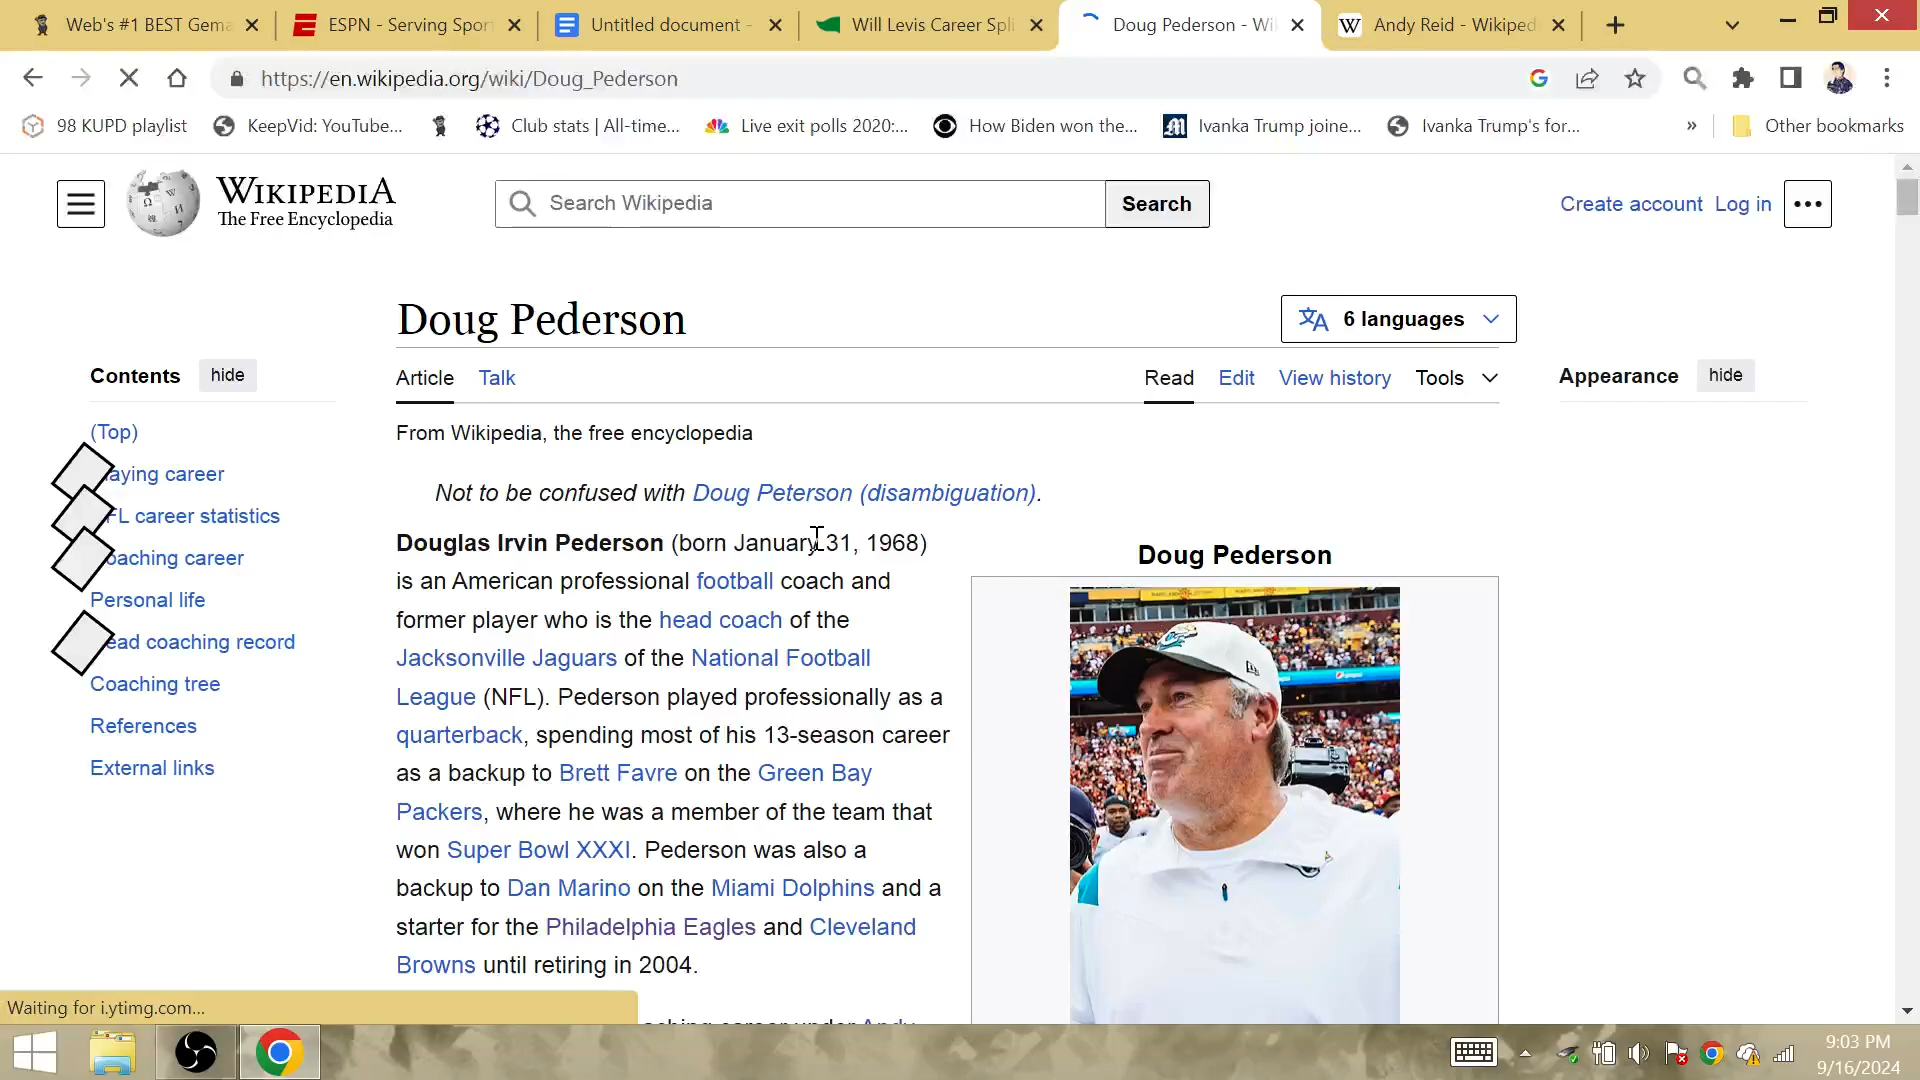 Web's #1 BEST Gema
ESPN - Serving Sport
Untitled document -
Will Levis Career Spli
Doug Pederson - Wik
Andy Reid - Wikiped
https://en.wikipedia.org/wiki/Doug_Pederson
98 KUPD playlist
KeepVid: YouTube...
Club stats | All-time...
Live exit polls 2020:...
How Biden won the...
Ivanka Trump joine...
Ivanka Trump's for...
»
Other bookmarks
WIKIPEDIA
The Free Encyclopedia
Search Wikipedia
Search
Create account
Log in
Doug Pederson
6 languages
Contents
hide
Article
Talk
Read
Edit
View history
Tools
Appearance
hide
(Top)
aying career
FL career statistics
oaching career
Personal life
ead coaching record
Coaching tree
References
External links
From Wikipedia, the free encyclopedia
Not to be confused with Doug Peterson (disambiguation).
Douglas Irvin Pederson (born January 31, 1968)
is an American professional football coach and
former player who is the head coach of the
Jacksonville Jaguars of the National Football
League (NFL). Pederson played professionally as a
quarterback, spending most of his 13-season career
as a backup to Brett Favre on the Green Bay
Packers, where he was a member of the team that
won Super Bowl XXXI. Pederson was also a
backup to Dan Marino on the Miami Dolphins and a
starter for the Philadelphia Eagles and Cleveland
Browns until retiring in 2004.
Doug Pederson
Waiting for i.ytimg.com...
9:03 PM
9/16/2024